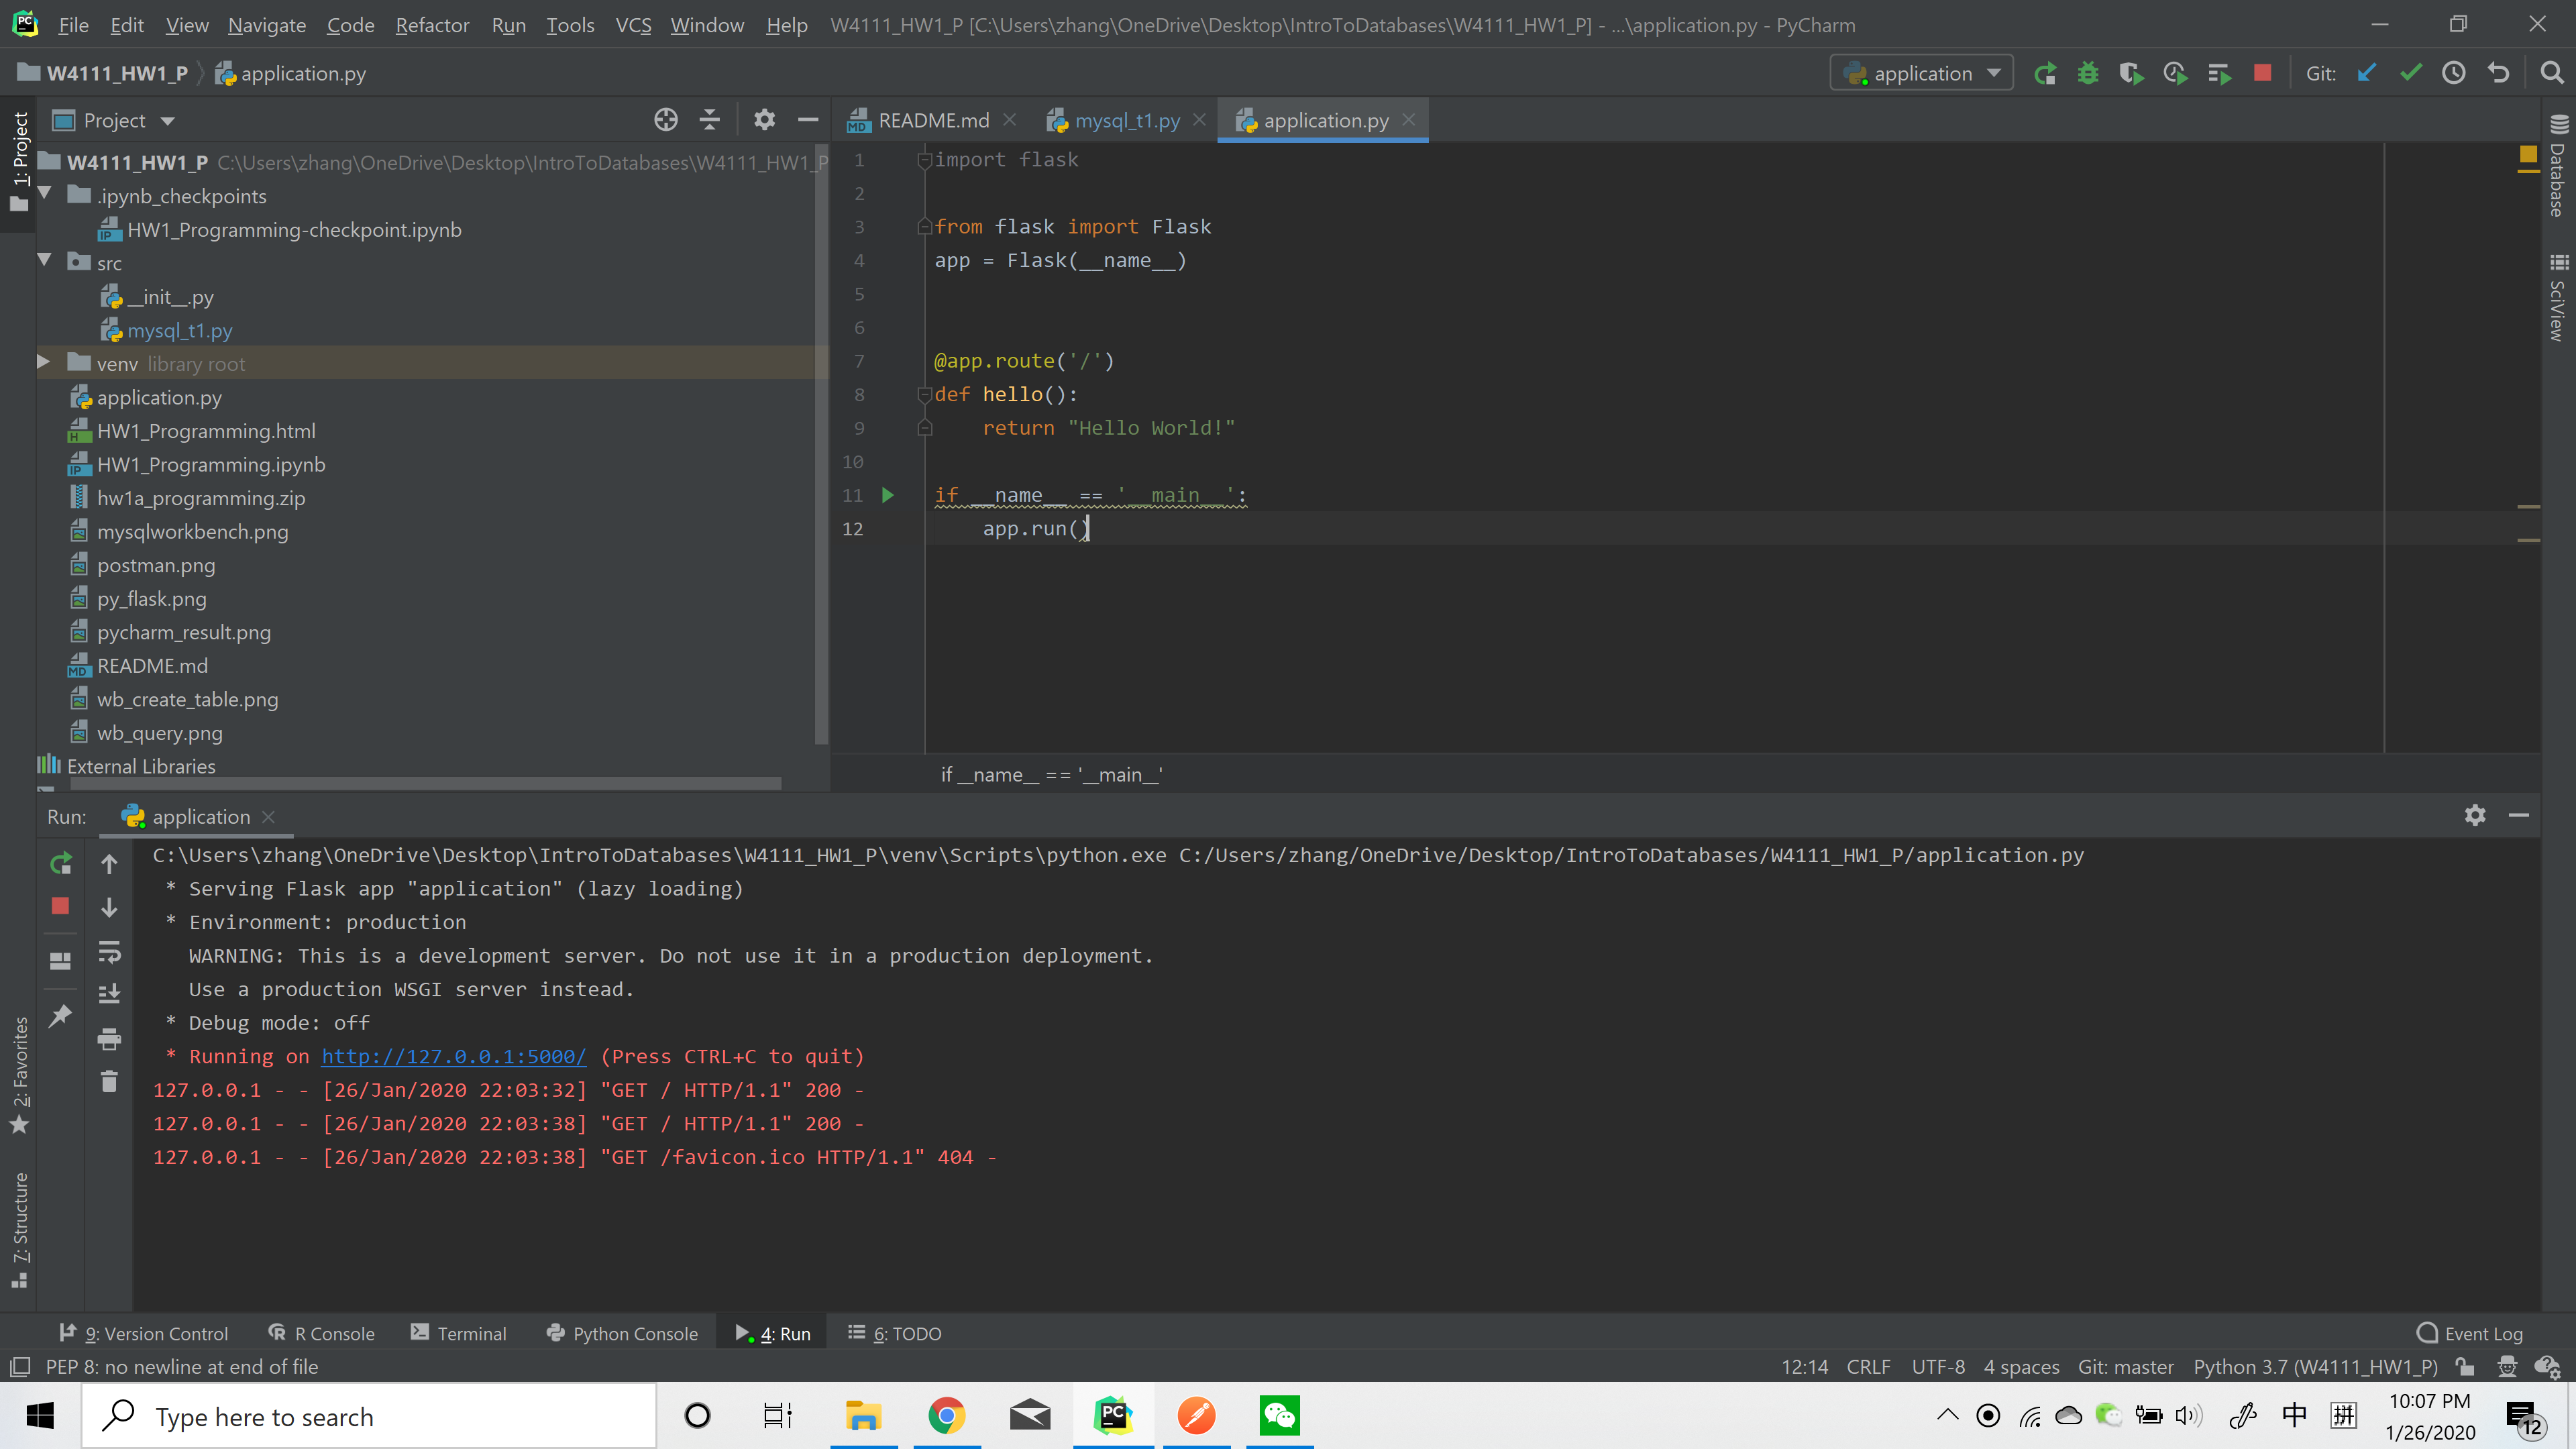 File Edit View Navigate Code Refactor Run Tools VCS Window Help W4111_HW1_P [C:\Users\zhang\OneDrive\Desktop\IntroToDatabases\W4111_HW1_P] - ...\application.py - PyCharm
W4111_HW1_P application.py application Git:
1: Project
Project
README.md mysql_t1.py application.py
W4111_HW1_P C:\Users\zhang\OneDrive\Desktop\IntroToDatabases\W4111_HW1_P
.ipynb_checkpoints
HW1_Programming-checkpoint.ipynb
src
__init__.py
mysql_t1.py
venv library root
application.py
HW1_Programming.html
HW1_Programming.ipynb
hw1a_programming.zip
mysqlworkbench.png
postman.png
py_flask.png
pycharm_result.png
README.md
wb_create_table.png
wb_query.png
External Libraries
1 import flask
2
3 from flask import Flask
4 app = Flask(__name__)
5
6
7 @app.route('/')
8 def hello():
9 return "Hello World!"
10
11 if __name__ == '__main__':
12 app.run()
if __name__ == '__main__'
Database
SciView
Run: application
C:\Users\zhang\OneDrive\Desktop\IntroToDatabases\W4111_HW1_P\venv\Scripts\python.exe C:/Users/zhang/OneDrive/Desktop/IntroToDatabases/W4111_HW1_P/application.py
* Serving Flask app "application" (lazy loading)
* Environment: production
WARNING: This is a development server. Do not use it in a production deployment.
Use a production WSGI server instead.
* Debug mode: off
* Running on http://127.0.0.1:5000/ (Press CTRL+C to quit)
127.0.0.1 - - [26/Jan/2020 22:03:32] "GET / HTTP/1.1" 200 -
127.0.0.1 - - [26/Jan/2020 22:03:38] "GET / HTTP/1.1" 200 -
127.0.0.1 - - [26/Jan/2020 22:03:38] "GET /favicon.ico HTTP/1.1" 404 -
2: Favorites
7: Structure
9: Version Control R Console Terminal Python Console 4: Run 6: TODO Event Log
PEP 8: no newline at end of file 12:14 CRLF UTF-8 4 spaces Git: master Python 3.7 (W4111_HW1_P)
Type here to search 中 拼 10:07 PM
1/26/2020 12